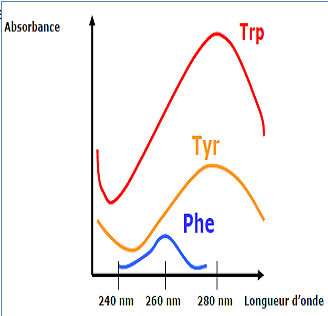 Absorbance
Trp
Tyr
Phe
240 nm 260 nm 280 nm Longueur d'onde